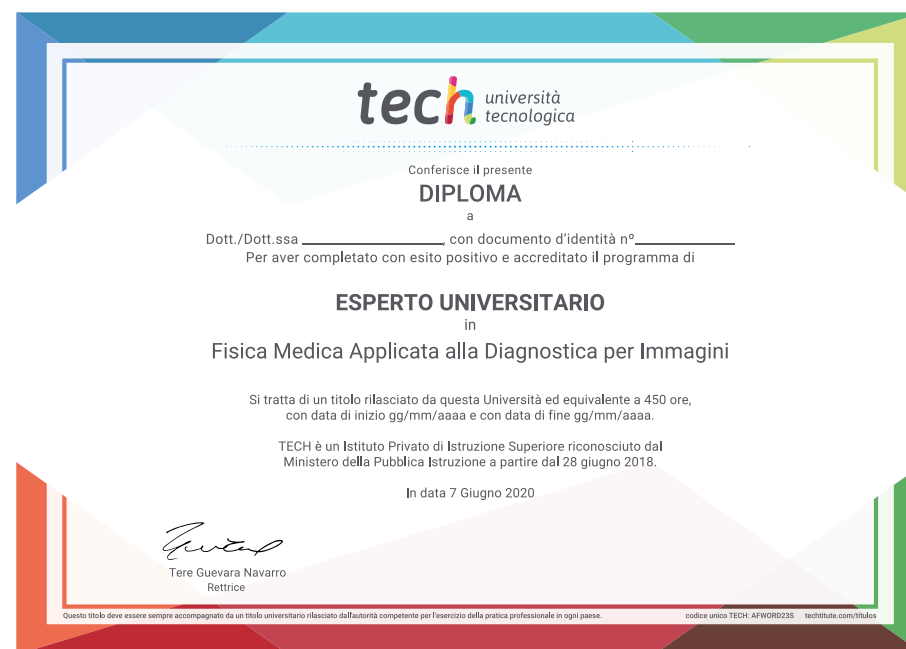 tech università
tecnologica
Conferisce il presente
DIPLOMA
a
Dott./Dott.ssa ____________________, con documento d'identità nº______________
Per aver completato con esito positivo e accreditato il programma di
ESPERTO UNIVERSITARIO
in
Fisica Medica Applicata alla Diagnostica per Immagini
Si tratta di un titolo rilasciato da questa Università ed equivalente a 450 ore,
con data di inizio gg/mm/aaaa e con data di fine gg/mm/aaaa.
TECH è un Istituto Privato di Istruzione Superiore riconosciuto dal
Ministero della Pubblica Istruzione a partire dal 28 giugno 2018.
In data 7 Giugno 2020
Tere Guevara Navarro
Rettrice
Questo titolo deve essere sempre accompagnato da un titolo universitario rilasciato dall'autorità competente per l'esercizio della pratica professionale in ogni paese. codice unico TECH: AFWORD23S techtitute.com/titulos